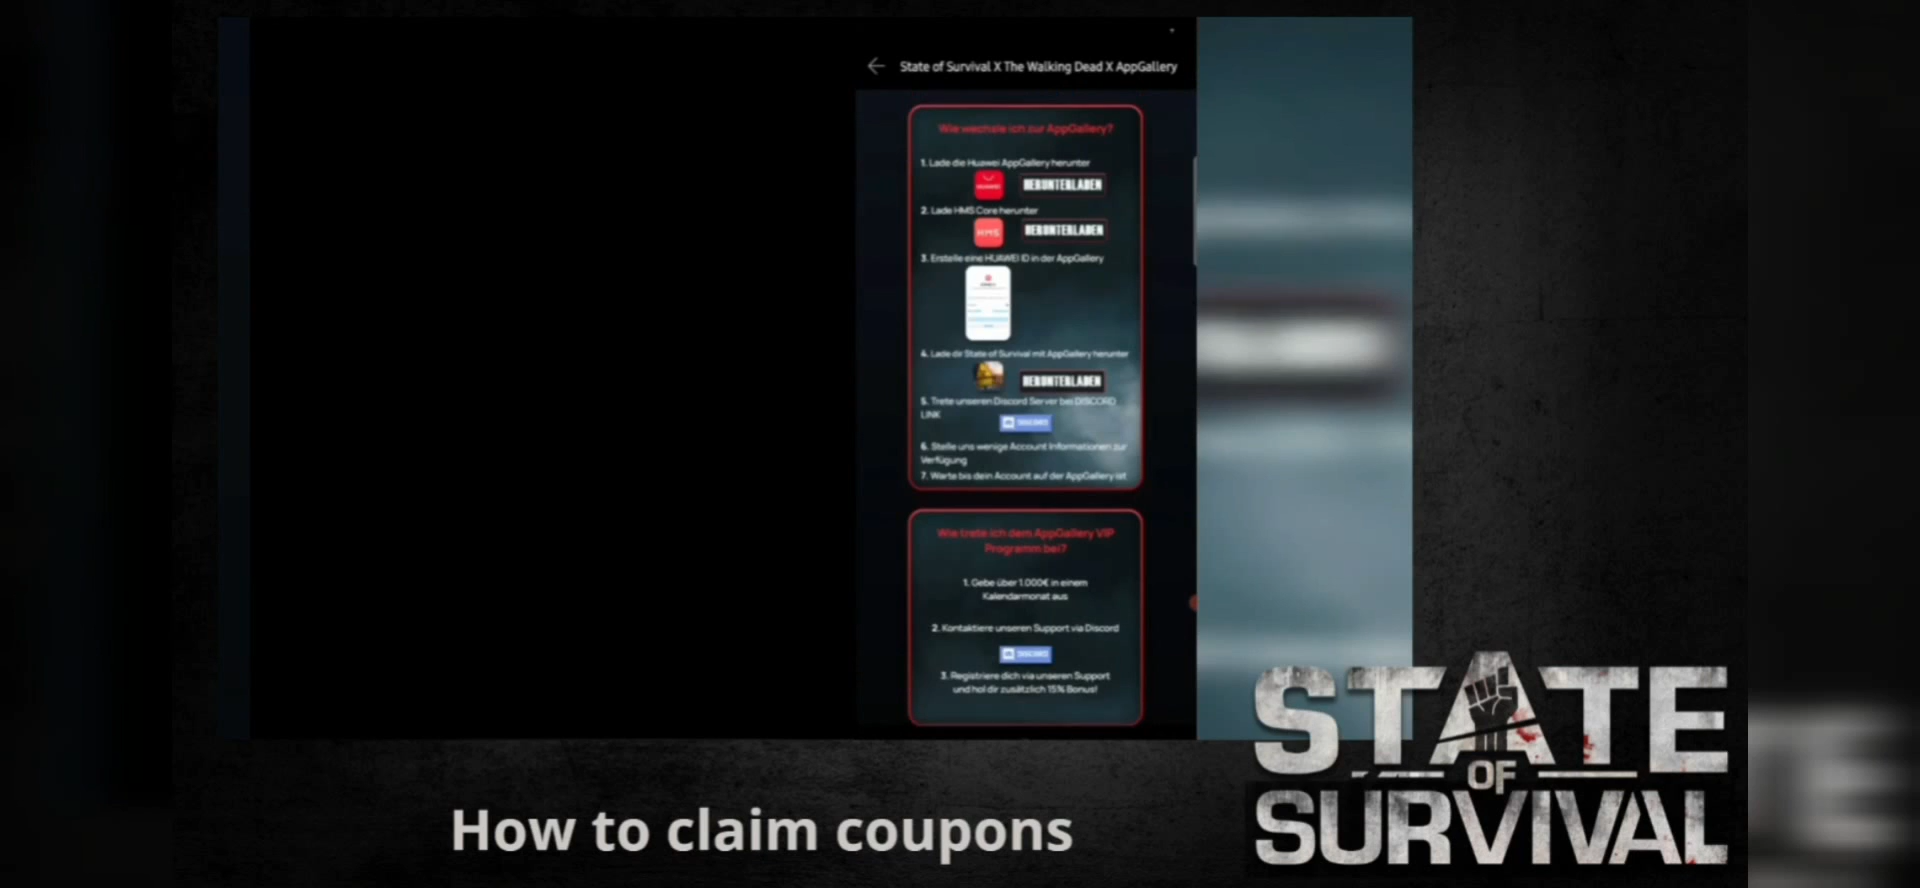 State of Survival X The Walking Dead X AppGallery
Wie wechsle ich zur AppGallery?
1. Lade die Huawei AppGallery herunter
HUAWEI
HERUNTERLADEN
2. Lade HMS Core herunter
HMS
HERUNTERLADEN
3. Erstelle eine HUAWEI ID in der AppGallery
4. Lade dir State of Survival mit AppGallery herunter
HERUNTERLADEN
5. Trete unseren Discord Server bei DISCORD
LINK
DISCORD
6. Stelle uns wenige Account Informationen zur
Verfügung
7. Warte bis dein Account auf der AppGallery ist
Wie trete ich dem AppGallery VIP
Programm bei?
1. Gebe über 1.000€ in einem
Kalendarmonat aus
2. Kontaktiere unseren Support via Discord
DISCORD
3. Registriere dich via unseren Support
und hol dir zusätzlich 15% Bonus!
How to claim coupons
STATE
OF
SURVIVAL